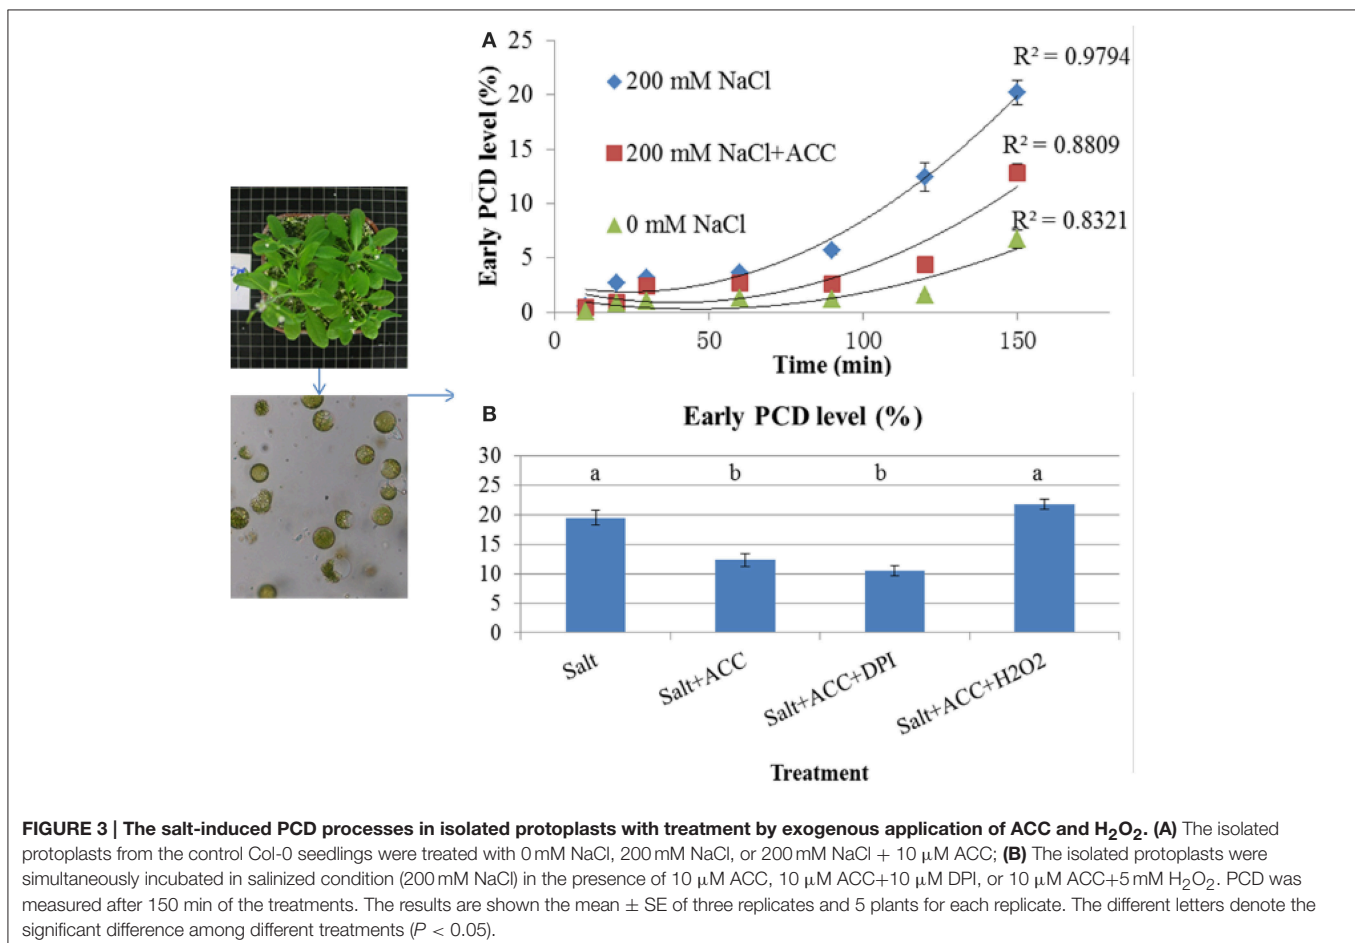 A
Early PCD level (%)
25
20
15
10
5
0
200 mM NaCl
200 mM NaCl+ACC
0 mM NaCl
R² = 0.9794
R² = 0.8809
R² = 0.8321
0
50
100
150
Time (min)
B
Early PCD level (%)
30
25
20
15
10
5
0
a
b
b
a
Salt
Salt+ACC
Salt+ACC+DPI
Salt+ACC+H2O2
Treatment
FIGURE 3 | The salt-induced PCD processes in isolated protoplasts with treatment by exogenous application of ACC and H₂O₂. (A) The isolated
protoplasts from the control Col-0 seedlings were treated with 0 mM NaCl, 200 mM NaCl, or 200 mM NaCl + 10 μM ACC; (B) The isolated protoplasts were
simultaneously incubated in salinized condition (200 mM NaCl) in the presence of 10 μM ACC, 10 μM ACC+10 μM DPI, or 10 μM ACC+5 mM H₂O₂. PCD was
measured after 150 min of the treatments. The results are shown the mean ± SE of three replicates and 5 plants for each replicate. The different letters denote the
significant difference among different treatments (P < 0.05).